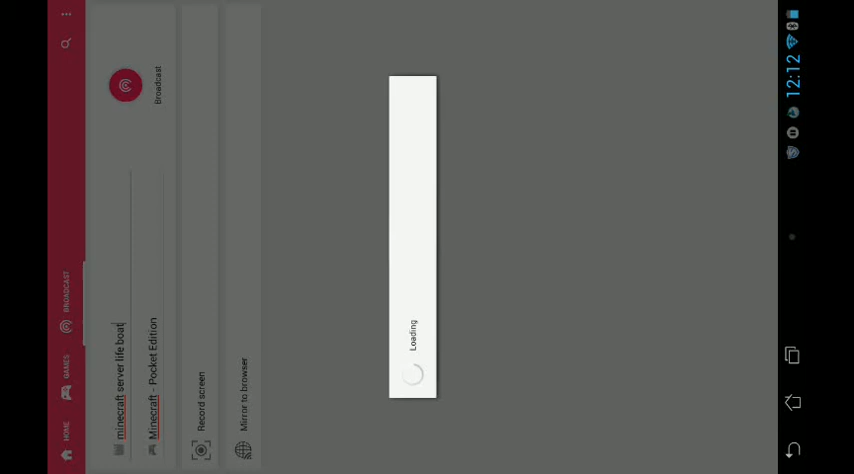 HOME
GAMES
BROADCAST
minecraft server life boat
Minecraft - Pocket Edition
Broadcast
Record screen
Mirror to browser
Loading
12:12